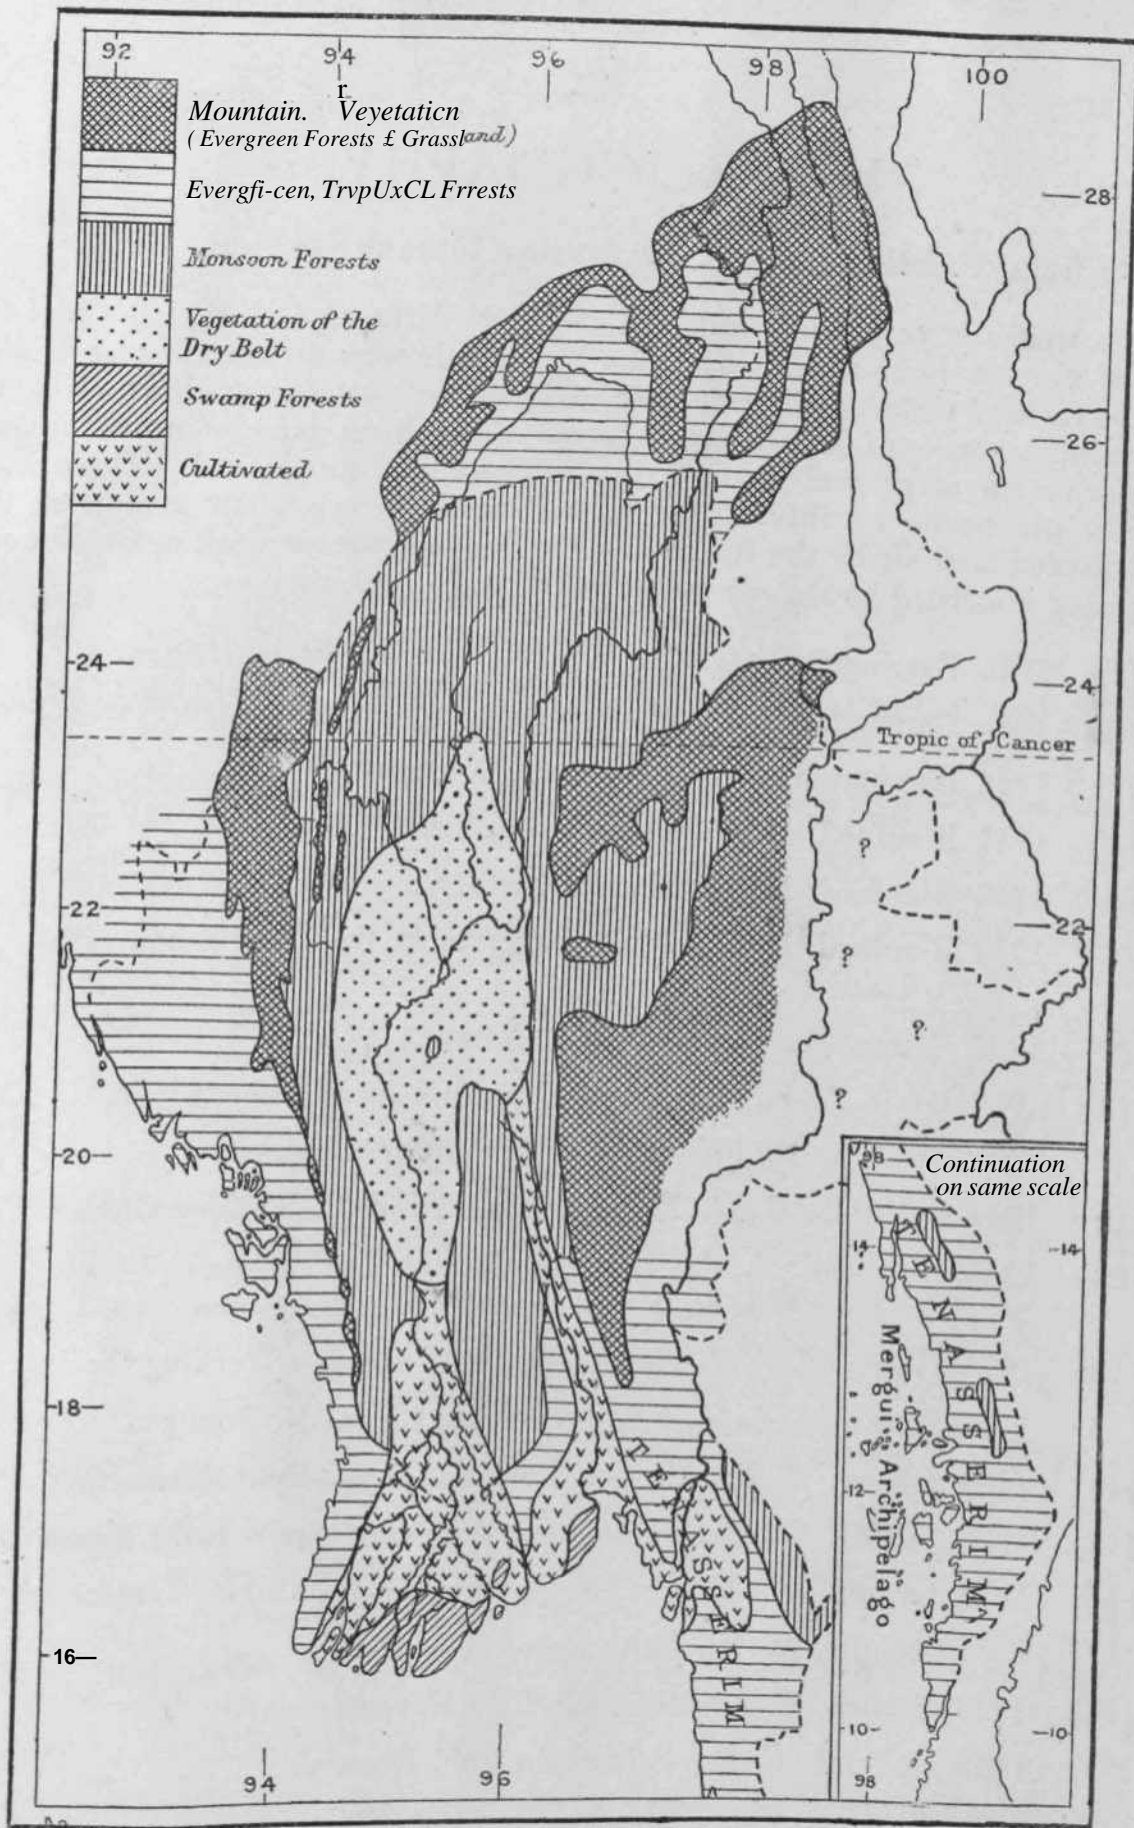 92 94 96 98 100
r
Mountain. Veyetaticn
( Evergreen Forests £ Grassland)
Evergfi-cen, TrvpUxCL Frrests
Monsoon Forests
Vegetation of the
Dry Belt
Swamp Forests
Cultivated
28
26
24
24
Tropic of Cancer
?
22
22
?
?
?
20
18
16
94 96
TENASSERIM
S
Continuation
on same scale
98
14
14
TENASSERIM
Mergui Archipelago
12
10
10
98